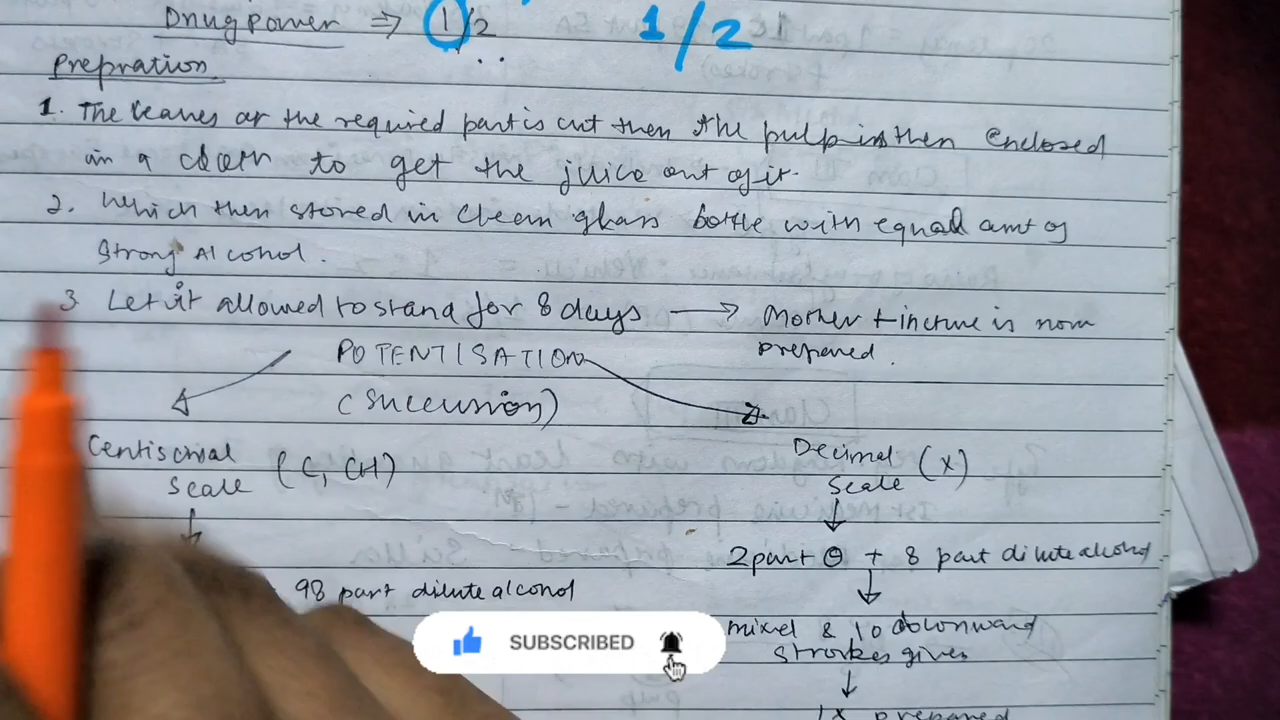 Drug power ⇒ 1/2 1/2
Prepration
1. The leaves or the required part is cut then the pulp is then enclosed
in a cloth to get the juice out of it.
2. Which then stored in clean glass bottle with equal amt of
Strong Alcohol.
3. Let it allowed to stand for 8 days → mother tincture is now
prepared.
POTENTISATION
(Succussion)
Centiscmal
Scale (C, CH)
Decimal
Scale (X)
2 part θ + 8 part dilute alcohol
98 part dilute alcohol
mixed & 10 downward
strokes given
1X prepared
SUBSCRIBED